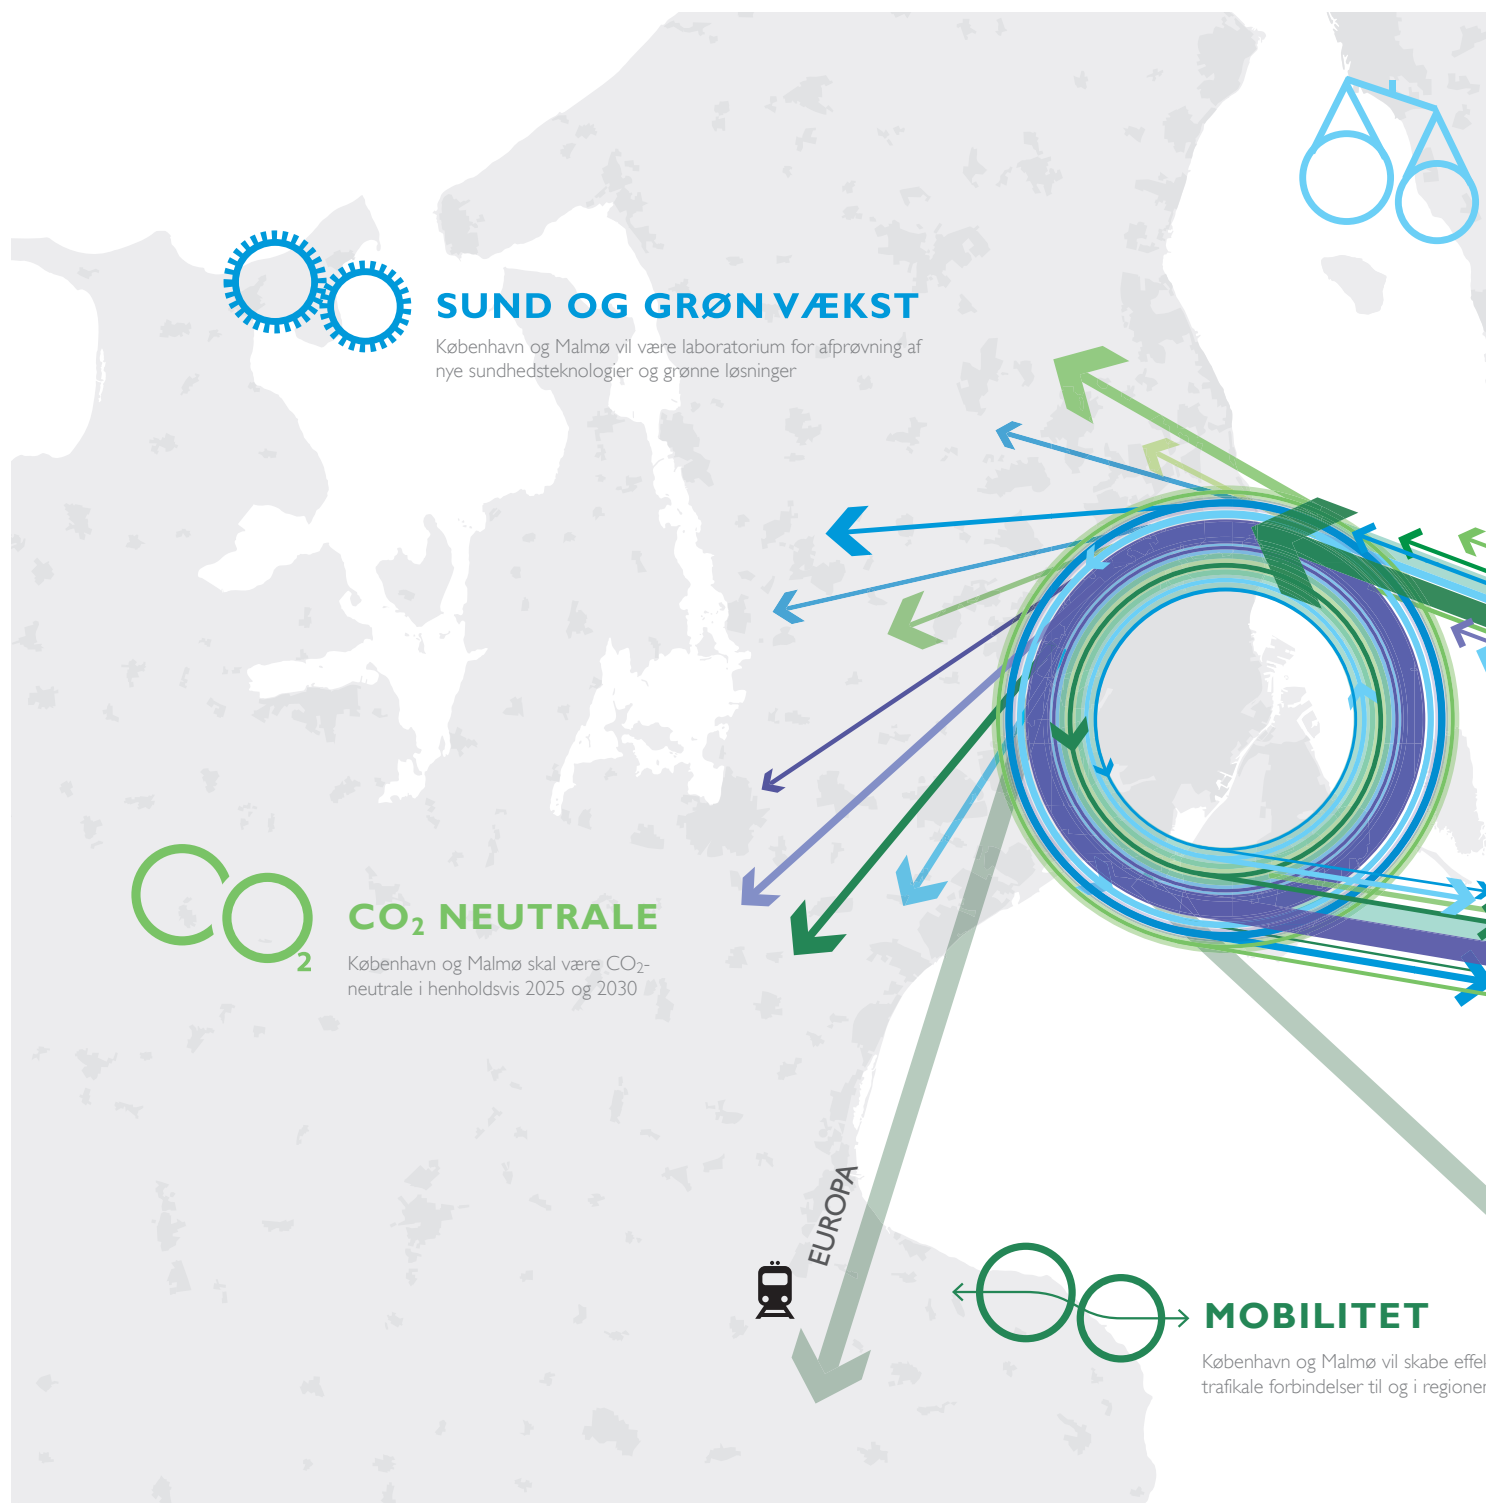 SUND OG GRØN VÆKST
København og Malmø vil være laboratorium for afprøvning af
nye sundhedsteknologier og grønne løsninger
CO₂ NEUTRALE
2
København og Malmø skal være CO₂-
neutrale i henholdsvis 2025 og 2030
EUROPA
MOBILITET
København og Malmø vil skabe
trafikale forbindelser til og i